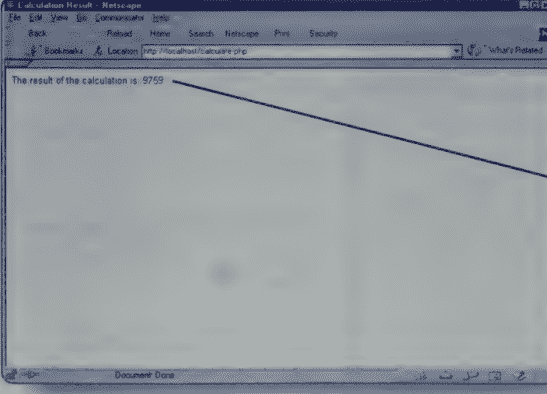 Calculation Result - Netscape
File Edit View Go Communicator Help
Back Reload Home Search Netscape Print Security
Bookmarks Location http://localhost/calculate.php What's Related
The result of the calculation is: 9759
Document Done